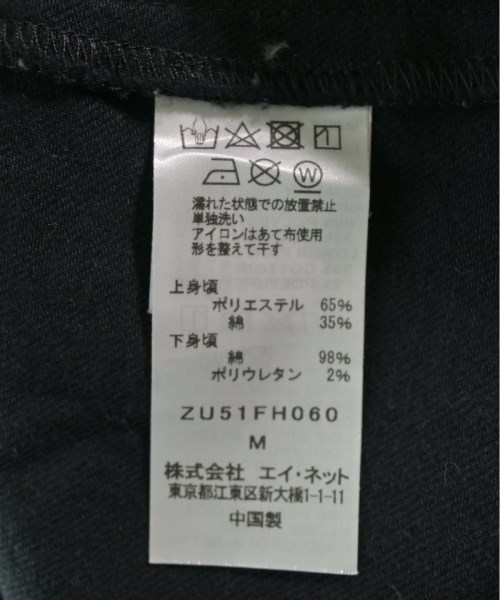 W
濡れた状態での放置禁止
単独洗い
アイロンはあて布使用
形を整えて干す
上身頃
ポリエステル 65%
綿 35%
下身頃
綿 98%
ポリウレタン 2%
ZU51FH060
M
株式会社 エイ・ネット
東京都江東区新大橋1-1-11
中国製